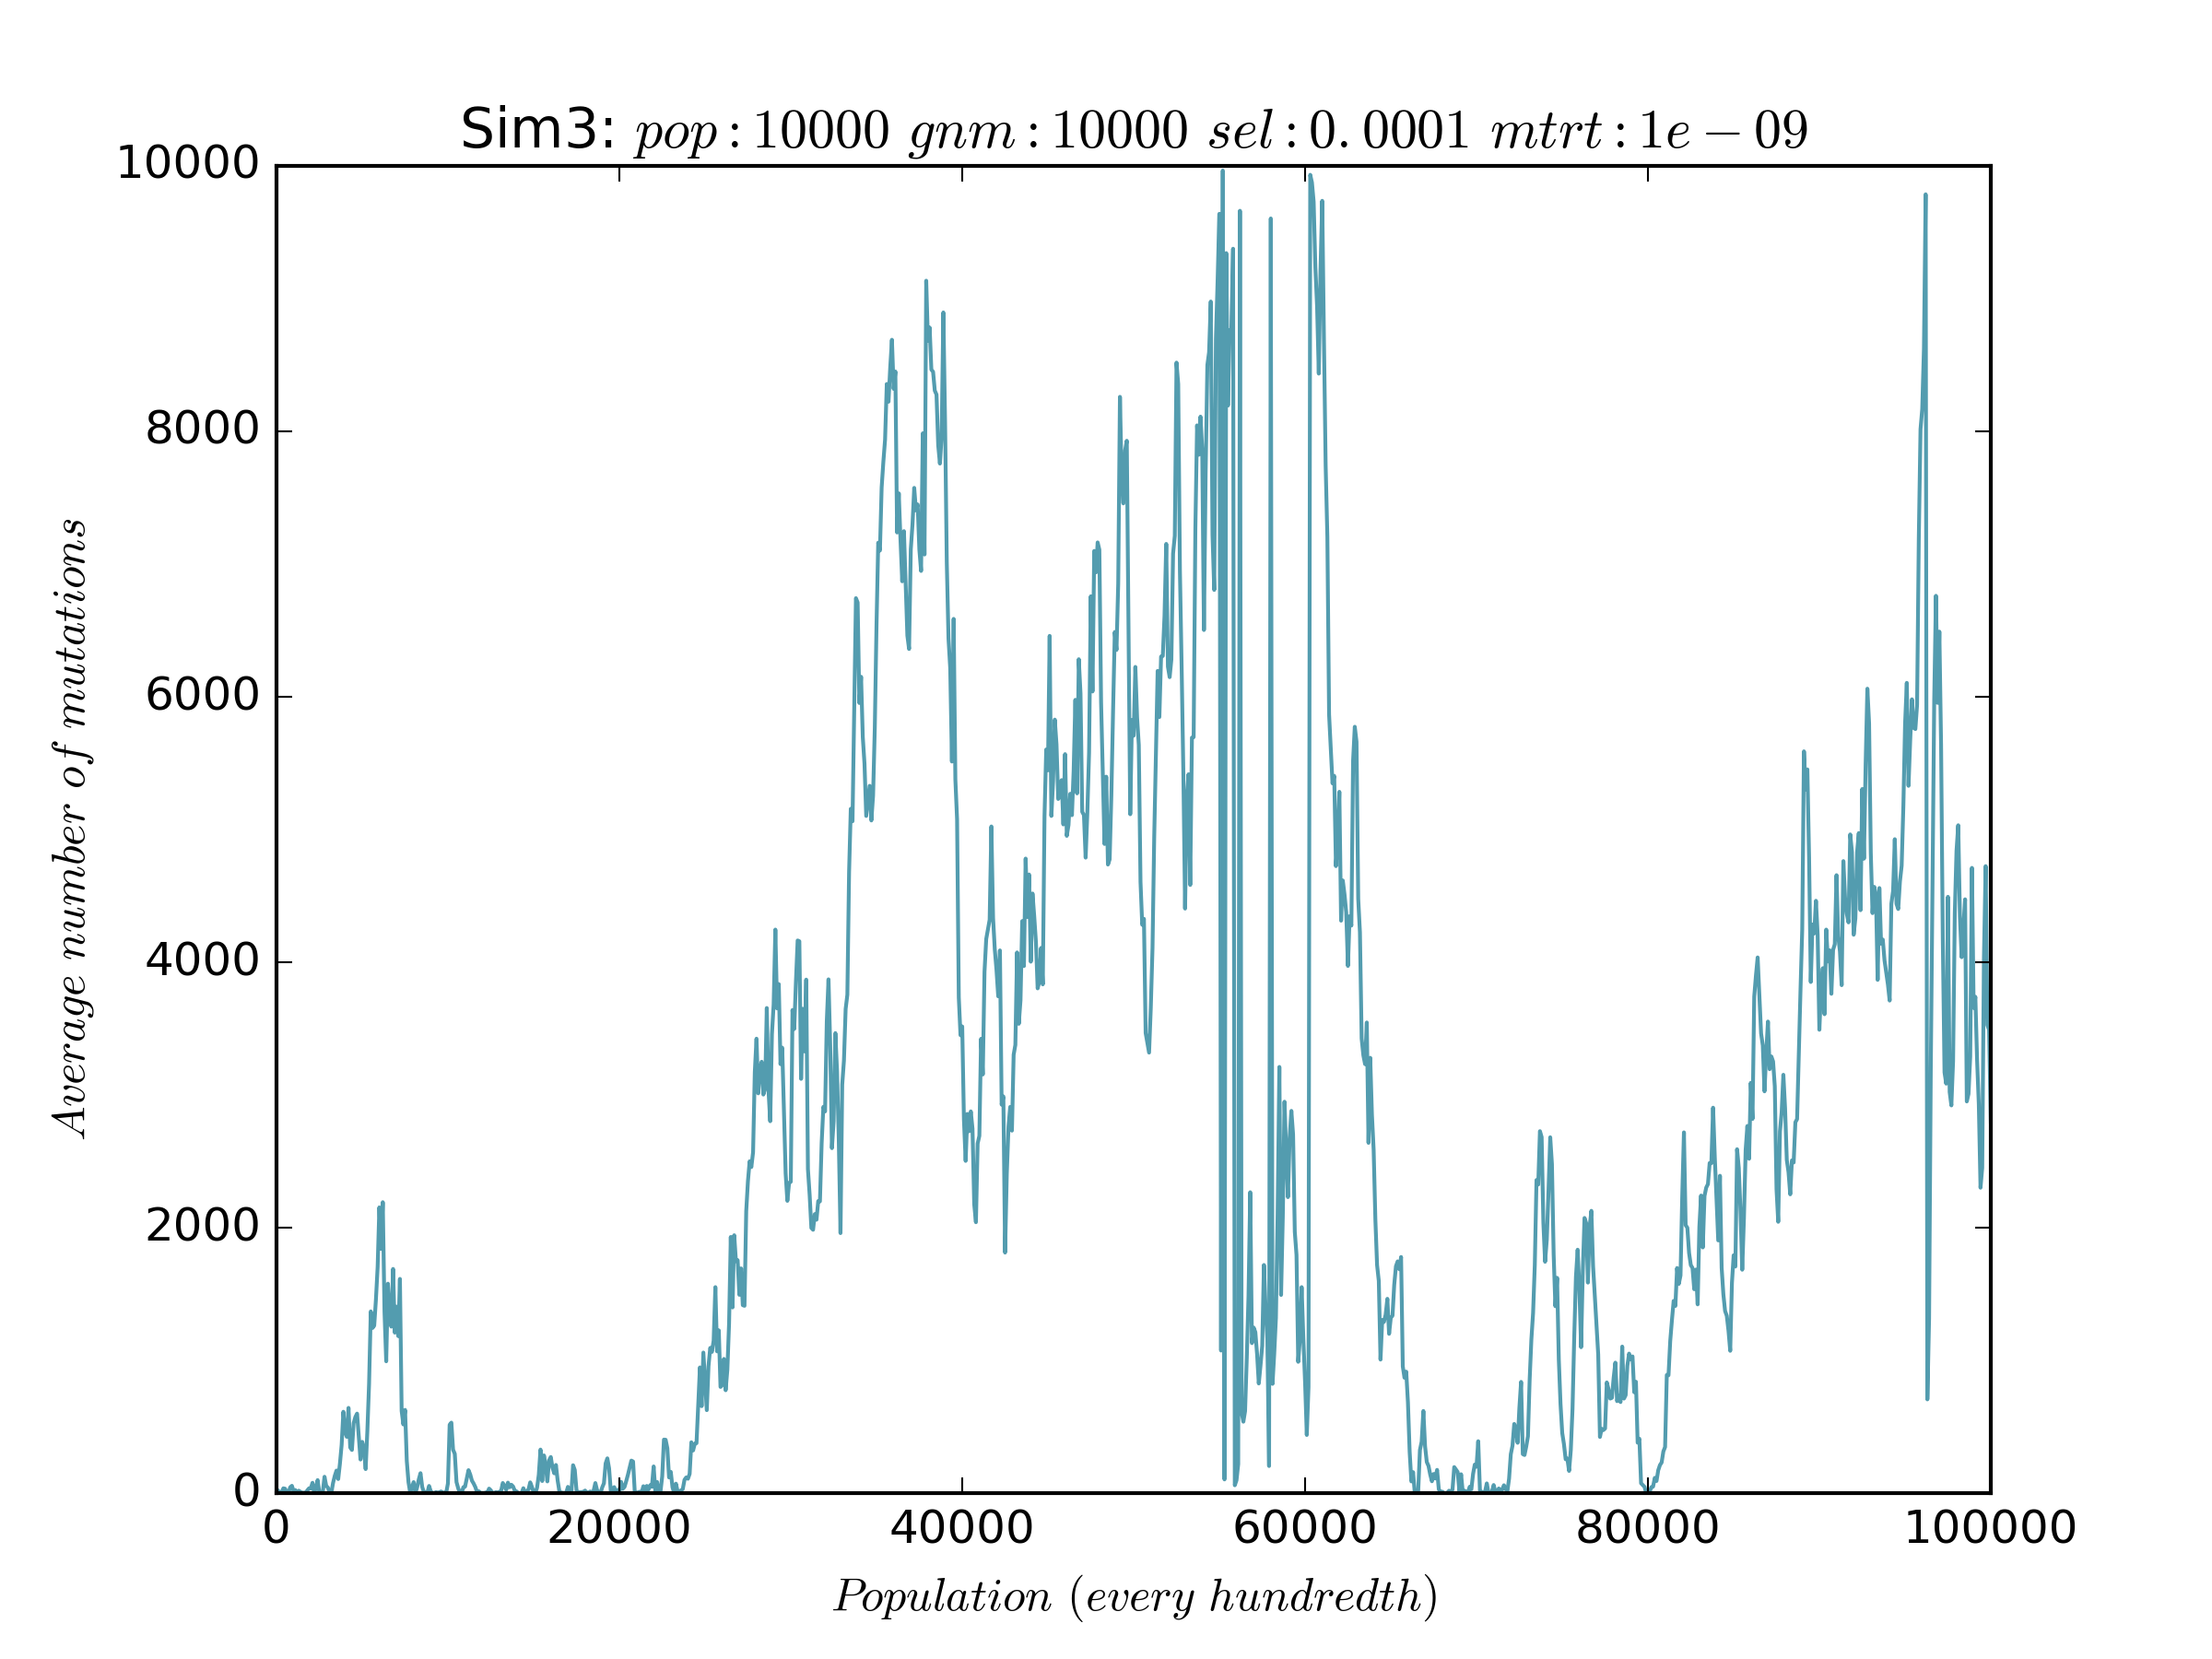 Sim3: pop : 10000 gnm : 10000 sel : 0.0001 mtrt : 1e − 09
10000
8000
6000
4000
2000
0
Average number of mutations
0 20000 40000 60000 80000 100000
Population (every hundredth)